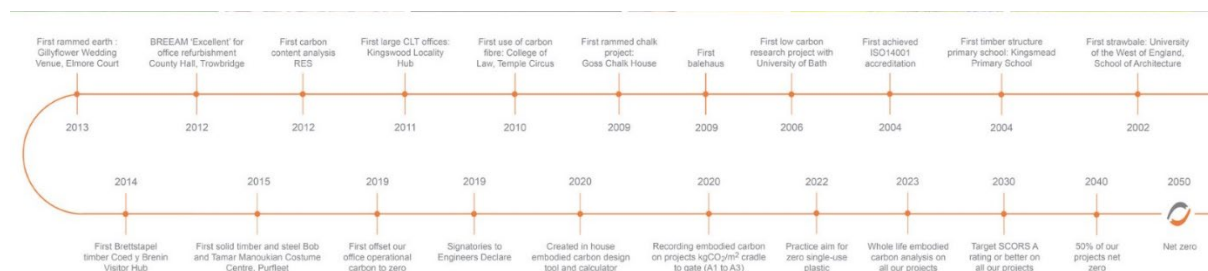 First rammed earth :
Gillyflower Wedding
Venue, Elmore Court
2013
BREEAM 'Excellent' for
office refurbishment
County Hall, Trowbridge
2012
First carbon
content analysis
RES
2012
First large CLT offices:
Kingswood Locality
Hub
2011
First use of carbon
fibre: College of
Law, Temple Circus
2010
First rammed chalk
project:
Goss Chalk House
2009
First
balehaus
2009
First low carbon
research project with
University of Bath
2006
First achieved
ISO14001
accreditation
2004
First timber structure
primary school: Kingsmead
Primary School
2004
First strawbale: University
of the West of England,
School of Architecture
2002
2014
First Brettstapel
timber Coed y Brenin
Visitor Hub
2015
First solid timber and steel Bob
and Tamar Manoukian Costume
Centre, Purfleet
2019
First offset our
office operational
carbon to zero
2019
Signatories to
Engineers Declare
2020
Created in house
embodied carbon design
tool and calculator
2020
Recording embodied carbon
on projects kgCO₂/m² cradle
to gate (A1 to A3)
2022
Practice aim for
zero single-use
plastic
2023
Whole life embodied
carbon analysis on
all our projects
2030
Target SCORS A
rating or better on
all our projects
2040
50% of our
projects net
zero
2050
Net zero